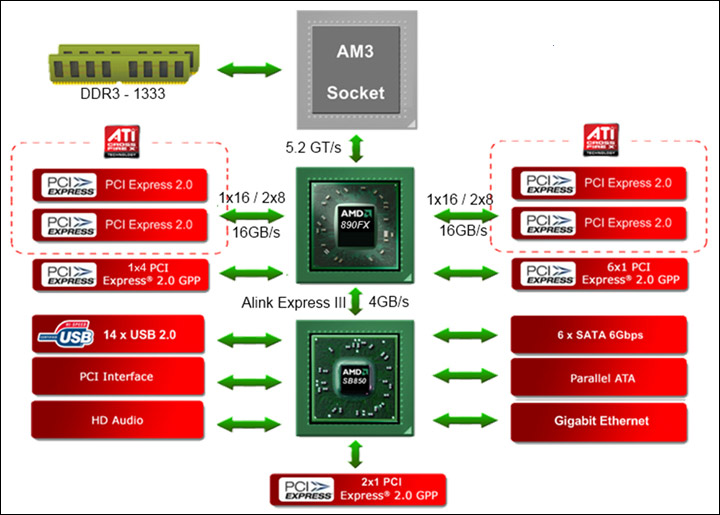 AM3
Socket
DDR3 - 1333
5.2 GT/s
ATI
CROSSFIRE X
TECHNOLOGY
ATI
CROSSFIRE X
TECHNOLOGY
PCI EXPRESS
PCI Express 2.0
PCI EXPRESS
PCI Express 2.0
1x16 / 2x8
16GB/s
AMD
890FX
1x16 / 2x8
16GB/s
PCI EXPRESS
PCI Express 2.0
PCI EXPRESS
PCI Express 2.0
PCI EXPRESS
1x4 PCI
Express® 2.0 GPP
PCI EXPRESS
6x1 PCI
Express® 2.0 GPP
Alink Express III
4GB/s
HI-SPEED
CERTIFIED
USB
14 x USB 2.0
PCI Interface
HD Audio
AMD
SB850
6 x SATA 6Gbps
Parallel ATA
Gigabit Ethernet
PCI EXPRESS
2x1 PCI
Express® 2.0 GPP